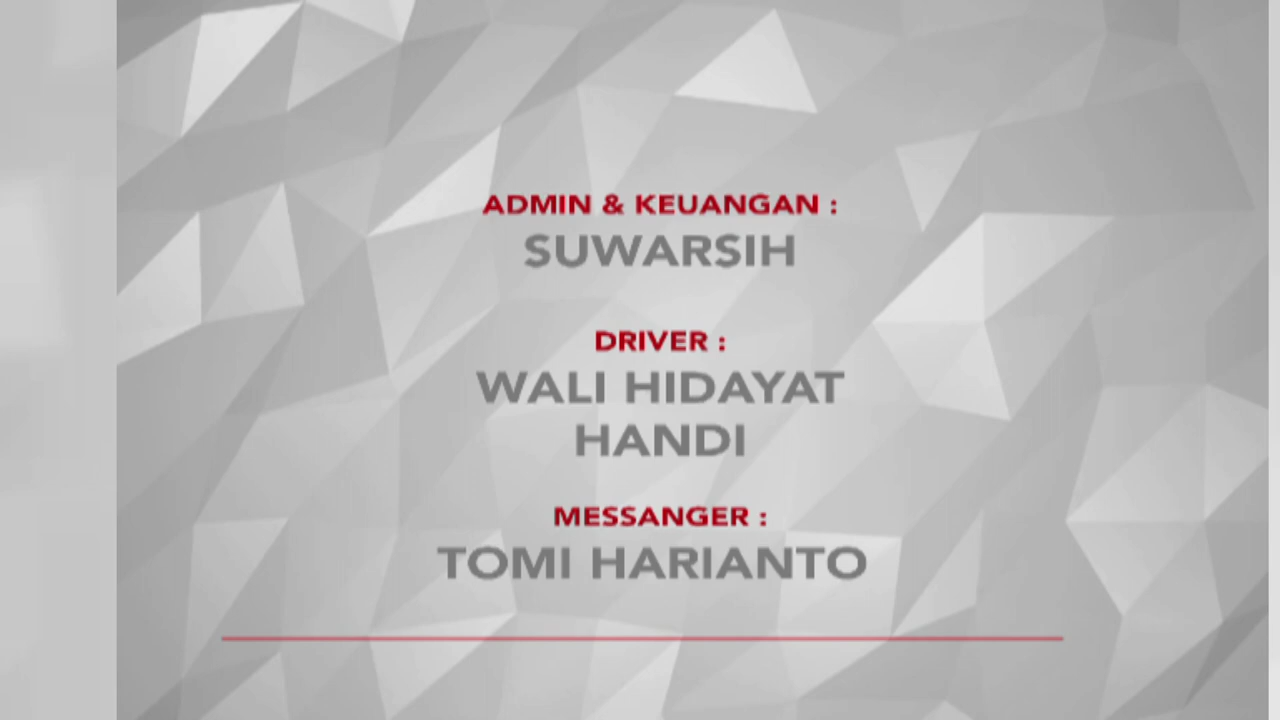 ADMIN & KEUANGAN :
SUWARSIH
DRIVER :
WALI HIDAYAT
HANDI
MESSANGER :
TOMI HARIANTO